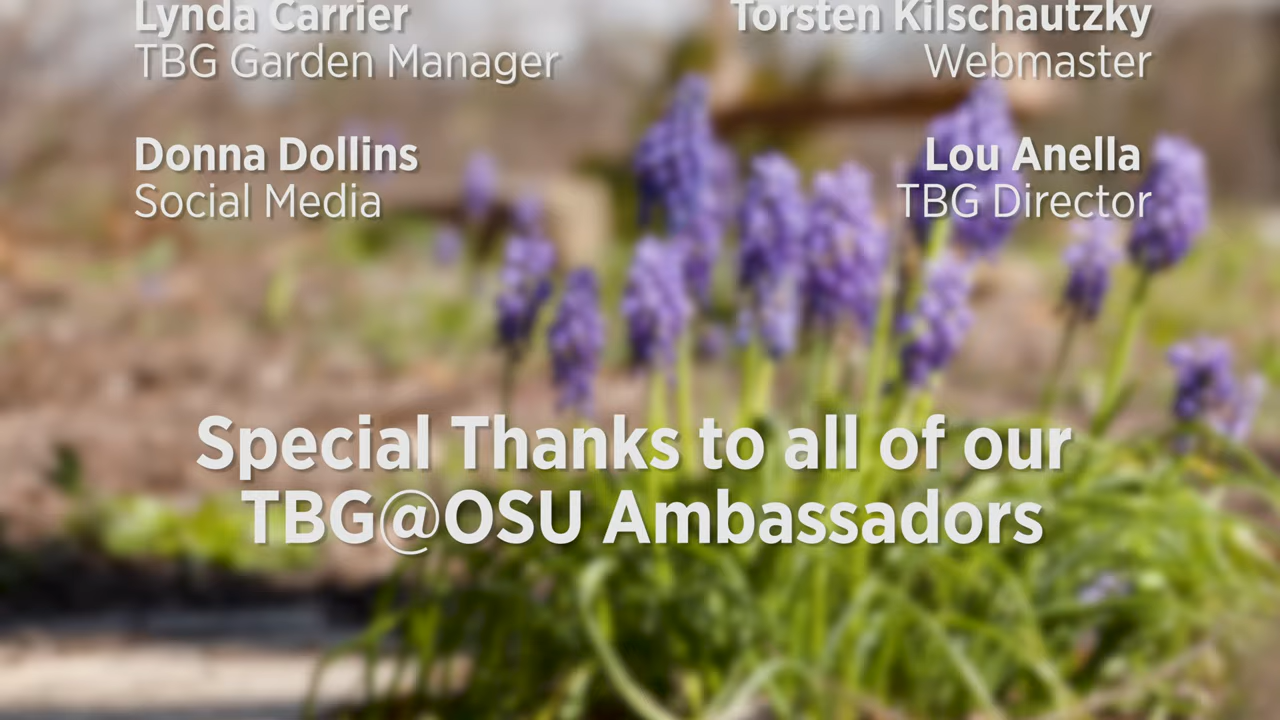 Lynda Carrier
TBG Garden Manager
Torsten Kilschautzky
Webmaster
Donna Dollins
Social Media
Lou Anella
TBG Director
Special Thanks to all of our
TBG@OSU Ambassadors